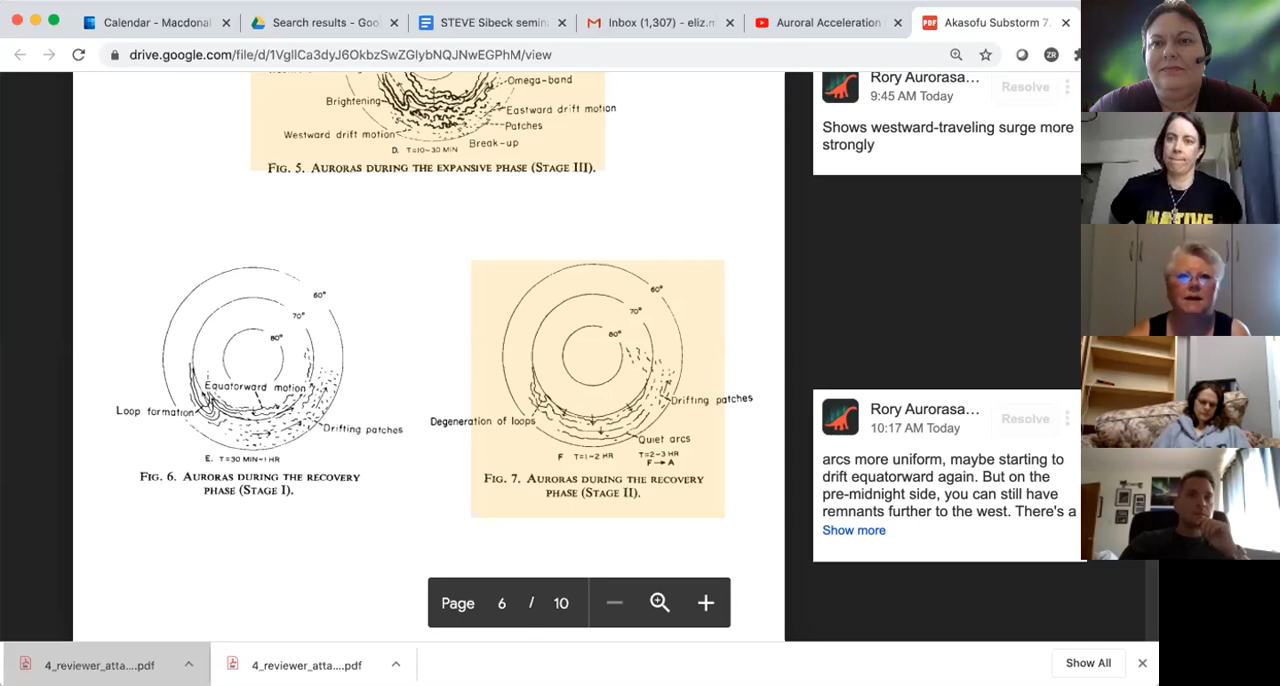 Calendar - Macdonal
Search results - Goo
STEVE Sibeck semin
Inbox (1,307) - eliz.m
Auroral Acceleration
PDF
Akasofu Substorm 7.
drive.google.com/file/d/1VgllCa3dyJ6OkbzSwZGlybNQJNwEGPhM/view
ZR
Omega-band
Brightening
Eastward drift motion
Patches
Westward drift motion
Break-up
D. T=10-30 MIN
FIG. 5. AURORAS DURING THE EXPANSIVE PHASE (STAGE III).
60°
70°
80°
Equatorward motion
Loop formation
Drifting patches
E. T=30 MIN-1 HR
FIG. 6. AURORAS DURING THE RECOVERY
PHASE (STAGE I).
60°
70°
80°
Drifting patches
Degeneration of loops
Quiet arcs
F T=1-2 HR
T=2-3 HR
F→A
FIG. 7. AURORAS DURING THE RECOVERY
PHASE (STAGE II).
Rory Aurorasa...
9:45 AM Today
Resolve
Shows westward-traveling surge more
strongly
Rory Aurorasa...
10:17 AM Today
Resolve
arcs more uniform, maybe starting to
drift equatorward again. But on the
pre-midnight side, you can still have
remnants further to the west. There's a
Show more
Page 6 / 10
4_reviewer_atta....pdf
4_reviewer_atta....pdf
Show All
NATIVE